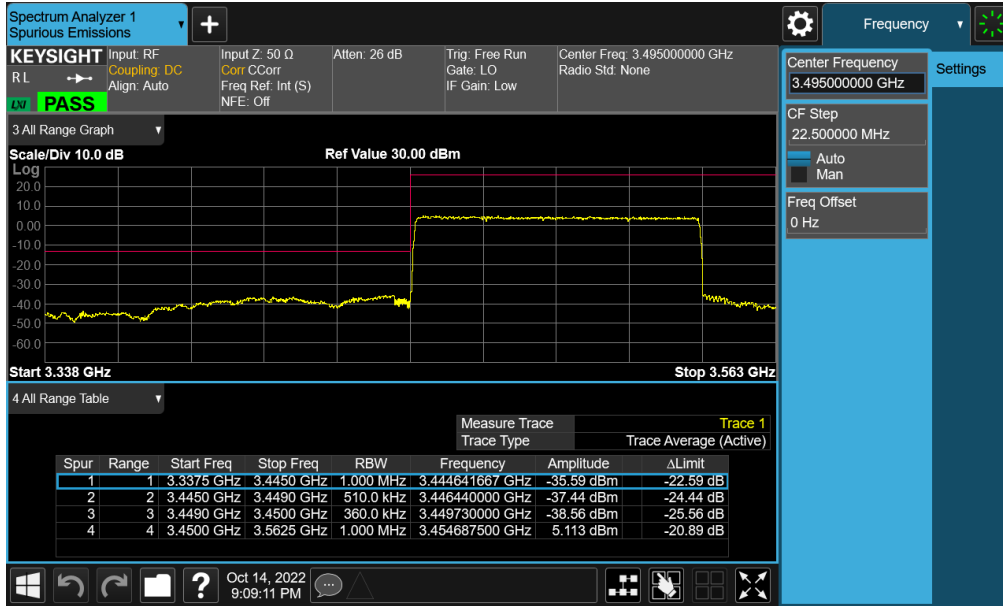 Spectrum Analyzer 1
Spurious Emissions
Frequency
KEYSIGHT
R L
LXI
PASS
Input: RF
Coupling: DC
Align: Auto
Input Z: 50 Ω
Corr CCorr
Freq Ref: Int (S)
NFE: Off
Atten: 26 dB
Trig: Free Run
Gate: LO
IF Gain: Low
Center Freq: 3.495000000 GHz
Radio Std: None
Center Frequency
3.495000000 GHz
Settings
CF Step
22.500000 MHz
Auto
Man
Freq Offset
0 Hz
3 All Range Graph
Scale/Div 10.0 dB
Ref Value 30.00 dBm
Log
20.0
10.0
0.00
-10.0
-20.0
-30.0
-40.0
-50.0
-60.0
Start 3.338 GHz
Stop 3.563 GHz
4 All Range Table
Measure Trace Trace 1
Trace Type Trace Average (Active)
Spur Range Start Freq Stop Freq RBW Frequency Amplitude ΔLimit
1 1 3.3375 GHz 3.4450 GHz 1.000 MHz 3.444641667 GHz -35.59 dBm -22.59 dB
2 2 3.4450 GHz 3.4490 GHz 510.0 kHz 3.446440000 GHz -37.44 dBm -24.44 dB
3 3 3.4490 GHz 3.4500 GHz 360.0 kHz 3.449730000 GHz -38.56 dBm -25.56 dB
4 4 3.4500 GHz 3.5625 GHz 1.000 MHz 3.454687500 GHz 5.113 dBm -20.89 dB
?
Oct 14, 2022
9:09:11 PM